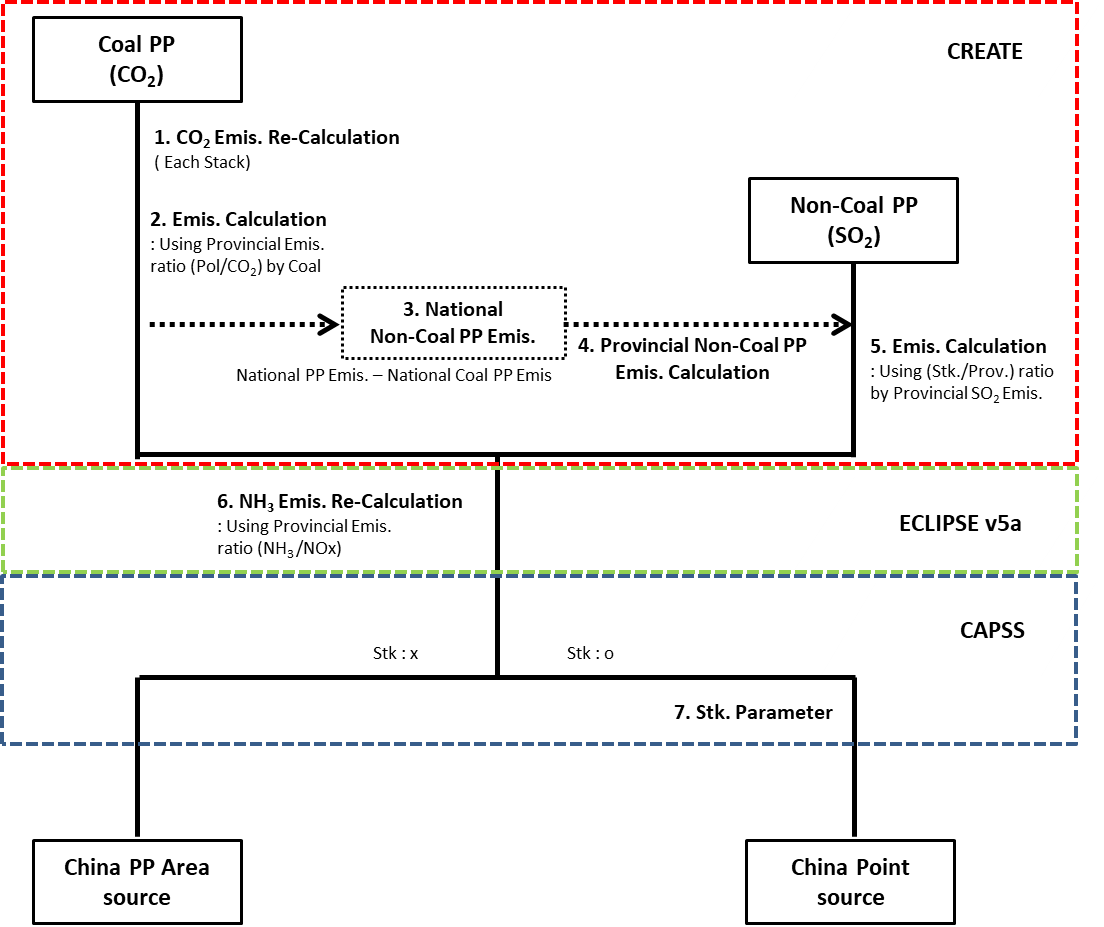 Coal PP
(CO₂)
CREATE
1. CO₂ Emis. Re-Calculation
( Each Stack)
2. Emis. Calculation
: Using Provincial Emis.
ratio (Pol/CO₂) by Coal
Non-Coal PP
(SO₂)
3. National
Non-Coal PP Emis.
National PP Emis. – National Coal PP Emis
4. Provincial Non-Coal PP
Emis. Calculation
5. Emis. Calculation
: Using (Stk./Prov.) ratio
by Provincial SO₂ Emis.
6. NH₃ Emis. Re-Calculation
: Using Provincial Emis.
ratio (NH₃/NOx)
ECLIPSE v5a
CAPSS
Stk : x
Stk : o
7. Stk. Parameter
China PP Area
source
China Point
source